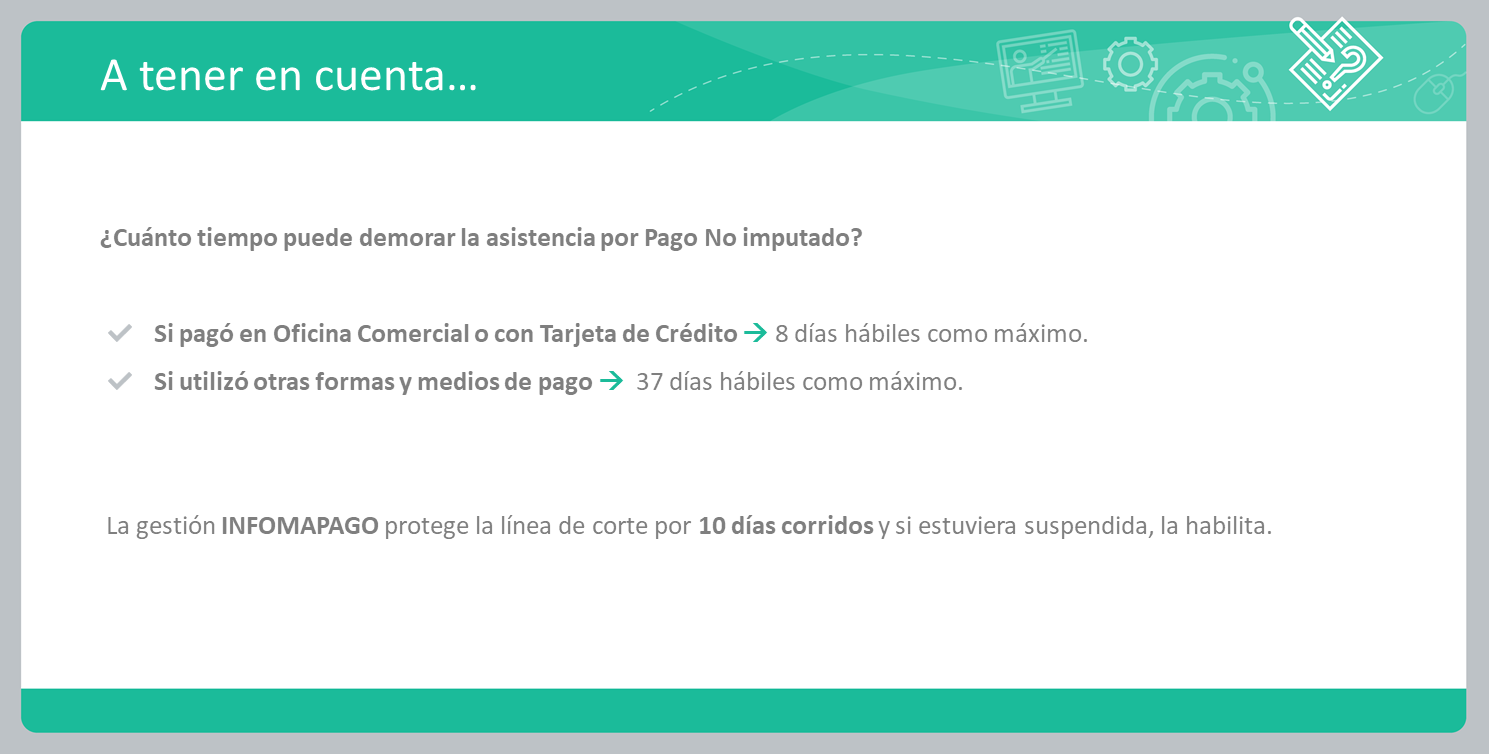 A tener en cuenta...
¿Cuánto tiempo puede demorar la asistencia por Pago No imputado?
Si pagó en Oficina Comercial o con Tarjeta de Crédito → 8 días hábiles como máximo.
Si utilizó otras formas y medios de pago → 37 días hábiles como máximo.
La gestión INFOMAPAGO protege la línea de corte por 10 días corridos y si estuviera suspendida, la habilita.